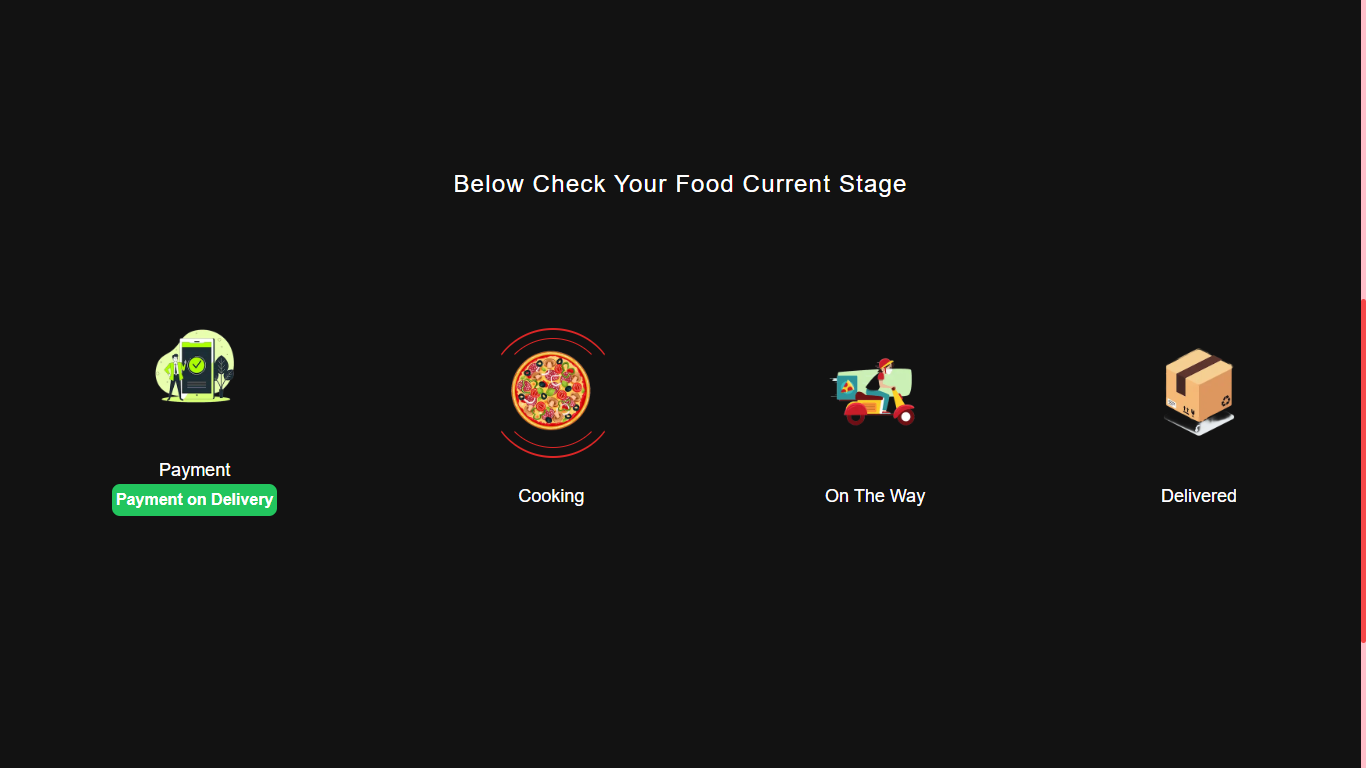 Below Check Your Food Current Stage
Payment
Payment on Delivery
Cooking
On The Way
Delivered